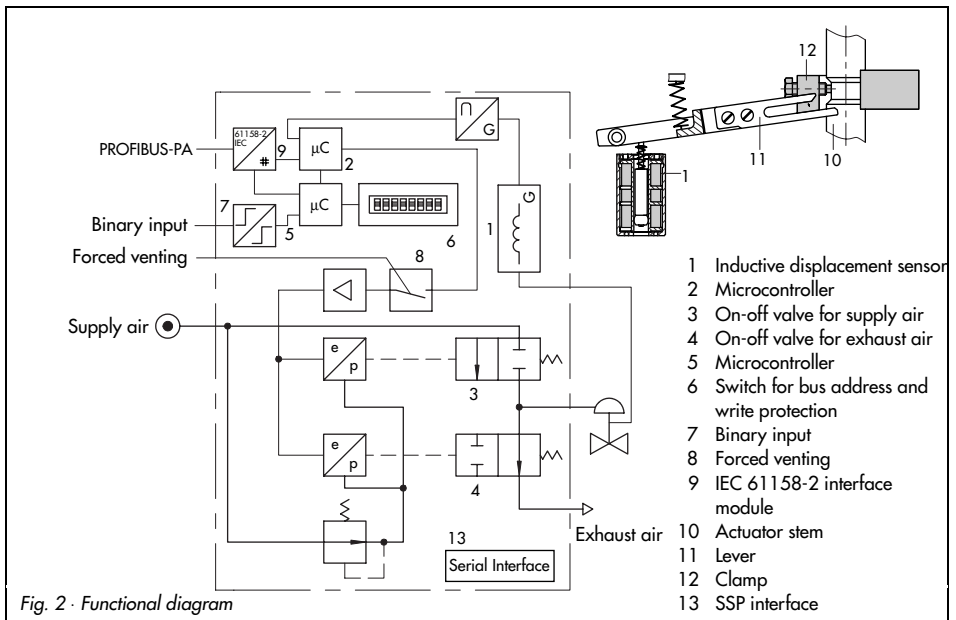 12
61158-2
IEC
#
PROFIBUS-PA
9
µC
2
n
G
G
1
11
10
1
7
Binary input
5
µC
6
Forced venting
8
Supply air
e
p
3
e
p
4
Exhaust air
13
Serial Interface
1 Inductive displacement sensor
2 Microcontroller
3 On-off valve for supply air
4 On-off valve for exhaust air
5 Microcontroller
6 Switch for bus address and
write protection
7 Binary input
8 Forced venting
9 IEC 61158-2 interface
module
10 Actuator stem
11 Lever
12 Clamp
13 SSP interface
Fig. 2 · Functional diagram